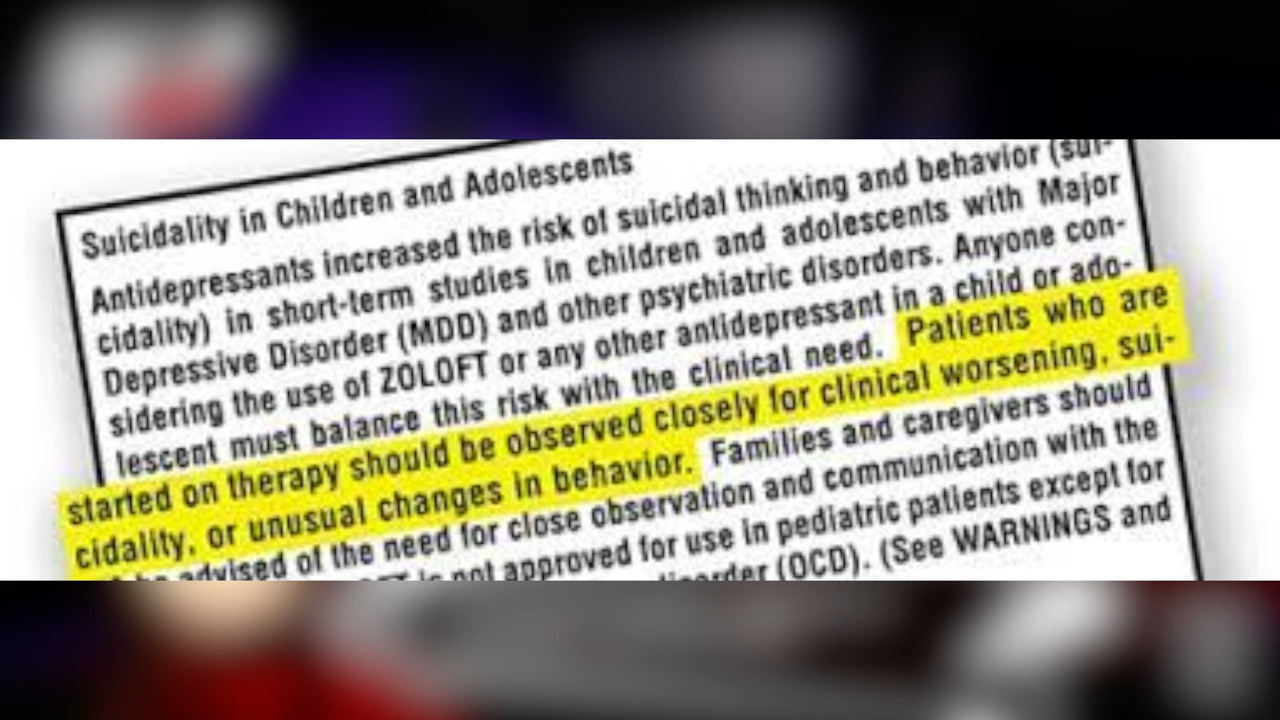 Suicidality in Children and Adolescents
Antidepressants increased the risk of suicidal thinking and behavior (sui-
cidality) in short-term studies in children and adolescents with Major
Depressive Disorder (MDD) and other psychiatric disorders. Anyone con-
sidering the use of ZOLOFT or any other antidepressant in a child or ado-
lescent must balance this risk with the clinical need. Patients who are
started on therapy should be observed closely for clinical worsening, sui-
cidality, or unusual changes in behavior. Families and caregivers should
advised of the need for close observation and communication with the
is not approved for use in pediatric patients except for
(OCD). (See WARNINGS and